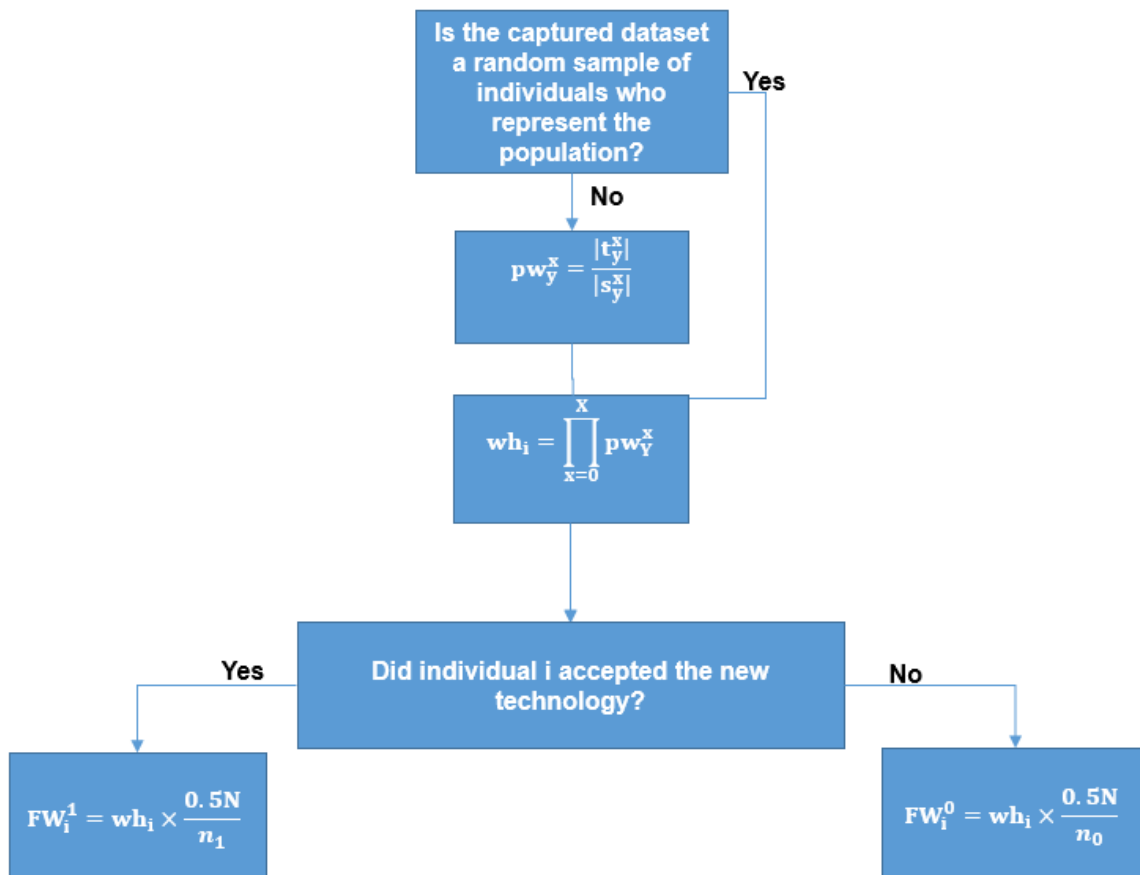 Is the captured dataset
a random sample of
individuals who
represent the
population?
Yes
No
pw_y^x = |t_y^x| / |s_y^x|
wh_i = ∏_{x=0}^{X} pw_Y^x
Did individual i accepted the new
technology?
Yes
No
FW_i^1 = wh_i × 0.5N / n_1
FW_i^0 = wh_i × 0.5N / n_0